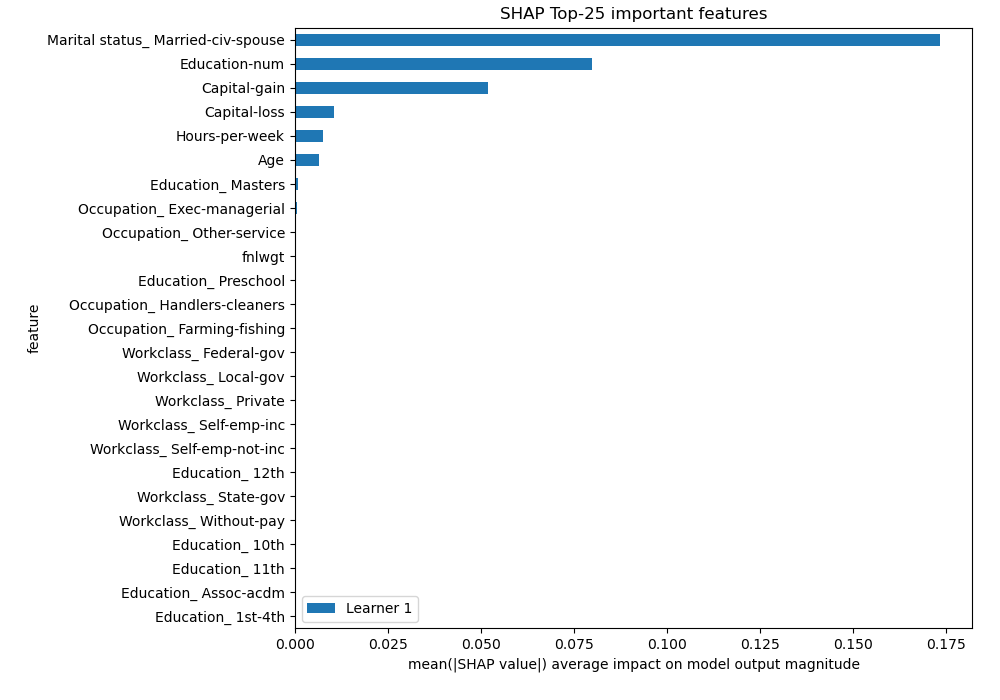 SHAP Top-25 important features
Marital status_ Married-civ-spouse
Education-num
Capital-gain
Capital-loss
Hours-per-week
Age
Education_ Masters
Occupation_ Exec-managerial
Occupation_ Other-service
fnlwgt
Education_ Preschool
Occupation_ Handlers-cleaners
Occupation_ Farming-fishing
Workclass_ Federal-gov
Workclass_ Local-gov
Workclass_ Private
Workclass_ Self-emp-inc
Workclass_ Self-emp-not-inc
Education_ 12th
Workclass_ State-gov
Workclass_ Without-pay
Education_ 10th
Education_ 11th
Education_ Assoc-acdm
Education_ 1st-4th
feature
Learner 1
0.000 0.025 0.050 0.075 0.100 0.125 0.150 0.175
mean(|SHAP value|) average impact on model output magnitude